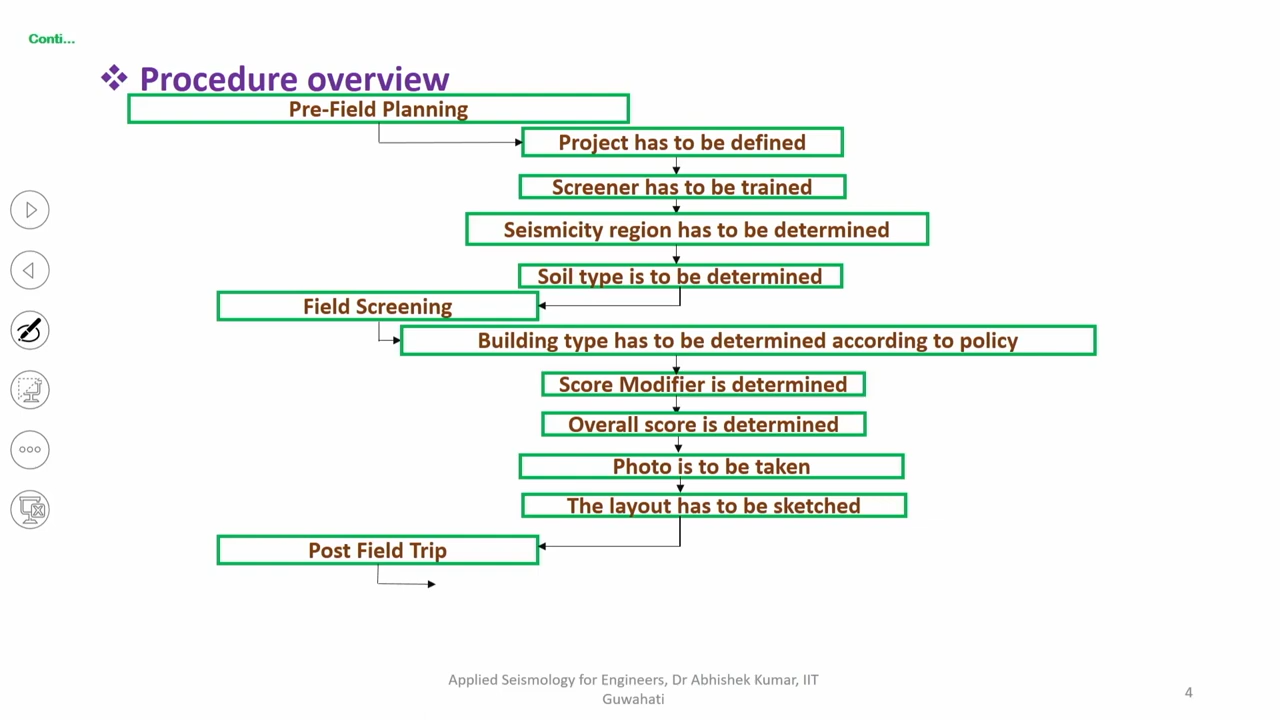 Conti...
❖ Procedure overview
Pre-Field Planning
Project has to be defined
Screener has to be trained
Seismicity region has to be determined
Soil type is to be determined
Field Screening
Building type has to be determined according to policy
Score Modifier is determined
Overall score is determined
Photo is to be taken
The layout has to be sketched
Post Field Trip
Applied Seismology for Engineers, Dr Abhishek Kumar, IIT
Guwahati
4